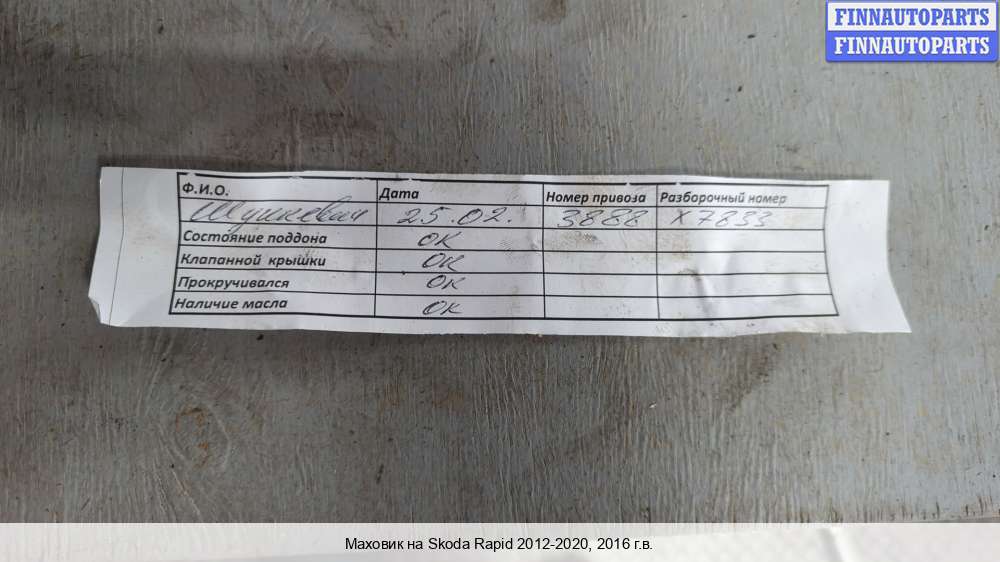 FINNAUTOPARTS
FINNAUTOPARTS
Ф.И.О. Дата Номер привоза Разборочный номер
Шушкевич 25.02. 3888 X7833
Состояние поддона ок
Клапанной крышки ок
Прокручивался ок
Наличие масла ок
Маховик на Skoda Rapid 2012-2020, 2016 г.в.